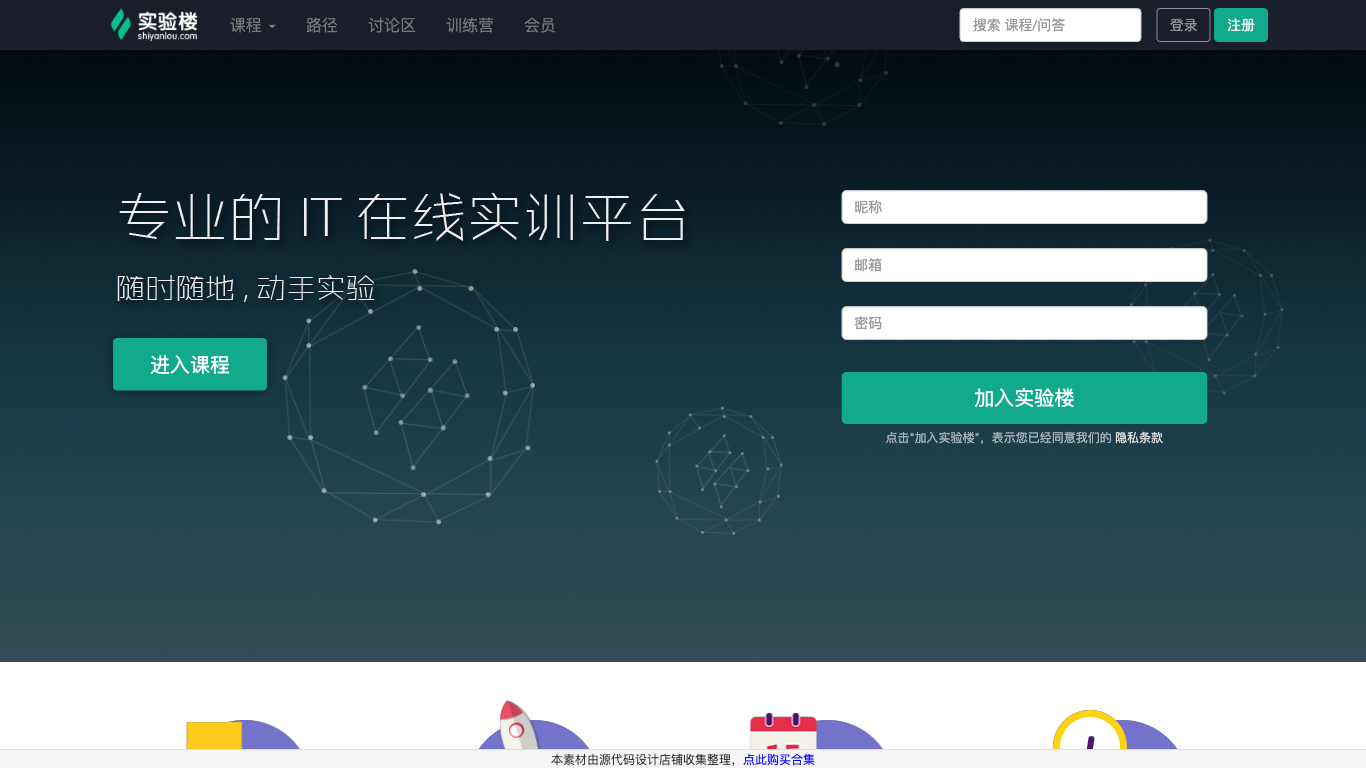 实验楼
shiyanlou.com
课程 路径 讨论区 训练营 会员
搜索 课程/问答
登录 注册
专业的 IT 在线实训平台
随时随地 , 动手实验
进入课程
昵称
邮箱
密码
加入实验楼
点击"加入实验楼"，表示您已经同意我们的 隐私条款
本素材由源代码设计店铺收集整理，点此购买合集